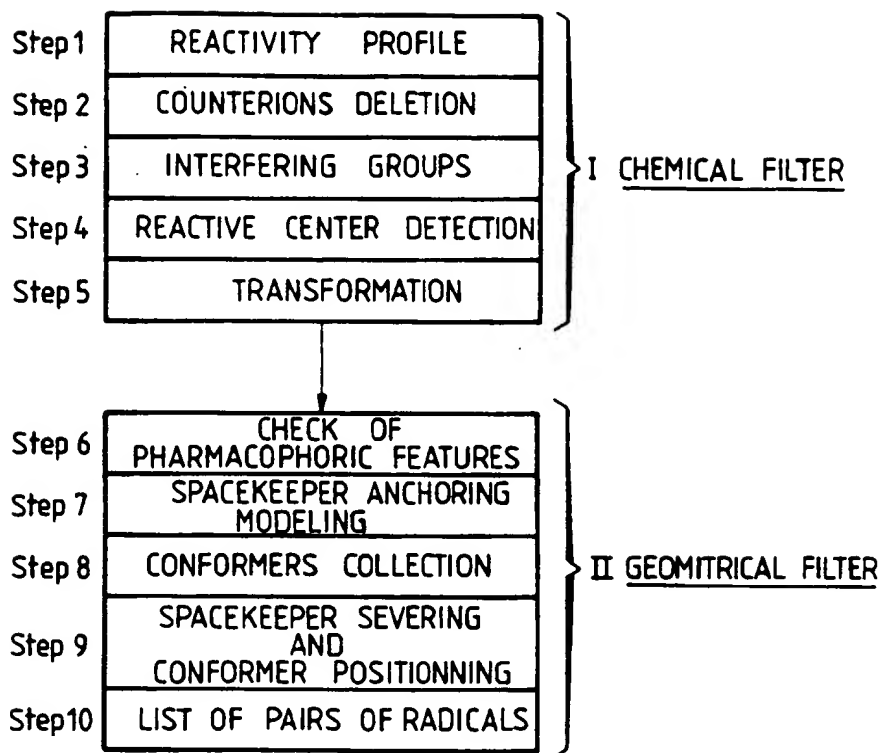 Step 1 REACTIVITY PROFILE
Step 2 COUNTERIONS DELETION
Step 3 INTERFERING GROUPS
I CHEMICAL FILTER
Step 4 REACTIVE CENTER DETECTION
Step 5 TRANSFORMATION
Step 6 CHECK OF
PHARMACOPHORIC FEATURES
Step 7 SPACEKEEPER ANCHORING
MODELING
Step 8 CONFORMERS COLLECTION
II GEOMITRICAL FILTER
Step 9 SPACEKEEPER SEVERING
AND
CONFORMER POSITIONNING
Step 10 LIST OF PAIRS OF RADICALS